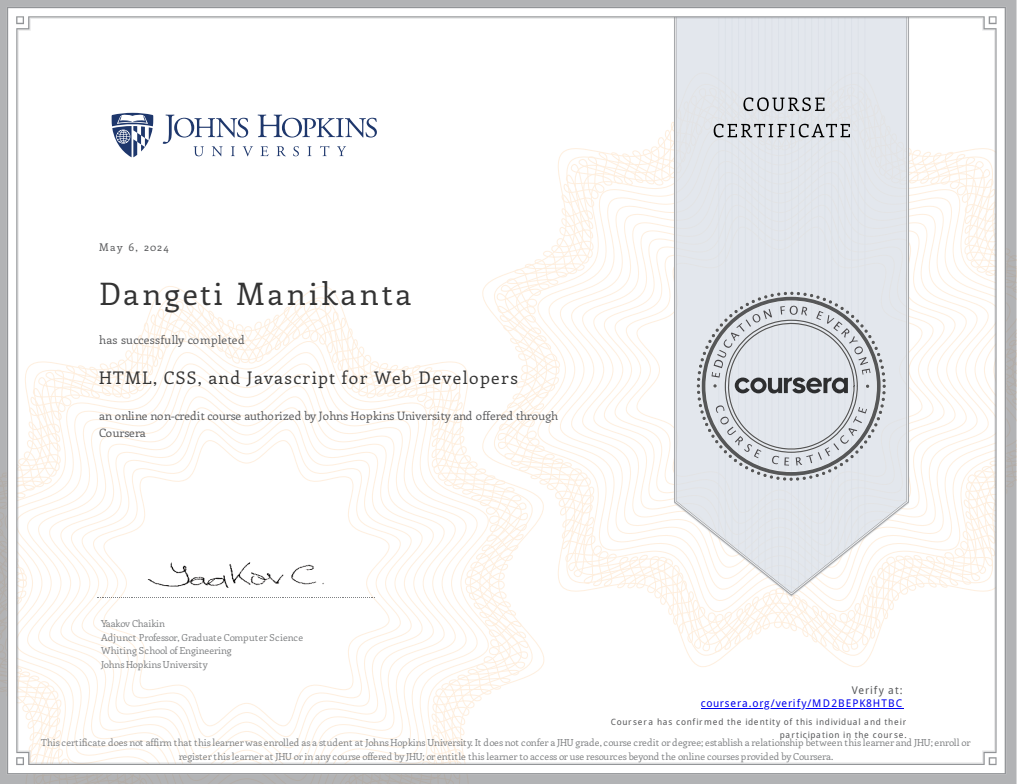 COURSE
CERTIFICATE
JOHNS HOPKINS
UNIVERSITY
May 6, 2024
Dangeti Manikanta
has successfully completed
HTML, CSS, and Javascript for Web Developers
an online non-credit course authorized by Johns Hopkins University and offered through
Coursera
EDUCATION FOR EVERYONE
coursera
COURSE CERTIFICATE
Yaakov C.
Yaakov Chaikin
Adjunct Professor, Graduate Computer Science
Whiting School of Engineering
Johns Hopkins University
Verify at:
coursera.org/verify/MD2BEPK8HTBC
Coursera has confirmed the identity of this individual and their
participation in the course.
This certificate does not affirm that this learner was enrolled as a student at Johns Hopkins University. It does not confer a JHU grade, course credit or degree; establish a relationship between this learner and JHU; enroll or
register this learner at JHU or in any course offered by JHU; or entitle this learner to access or use resources beyond the online courses provided by Coursera.